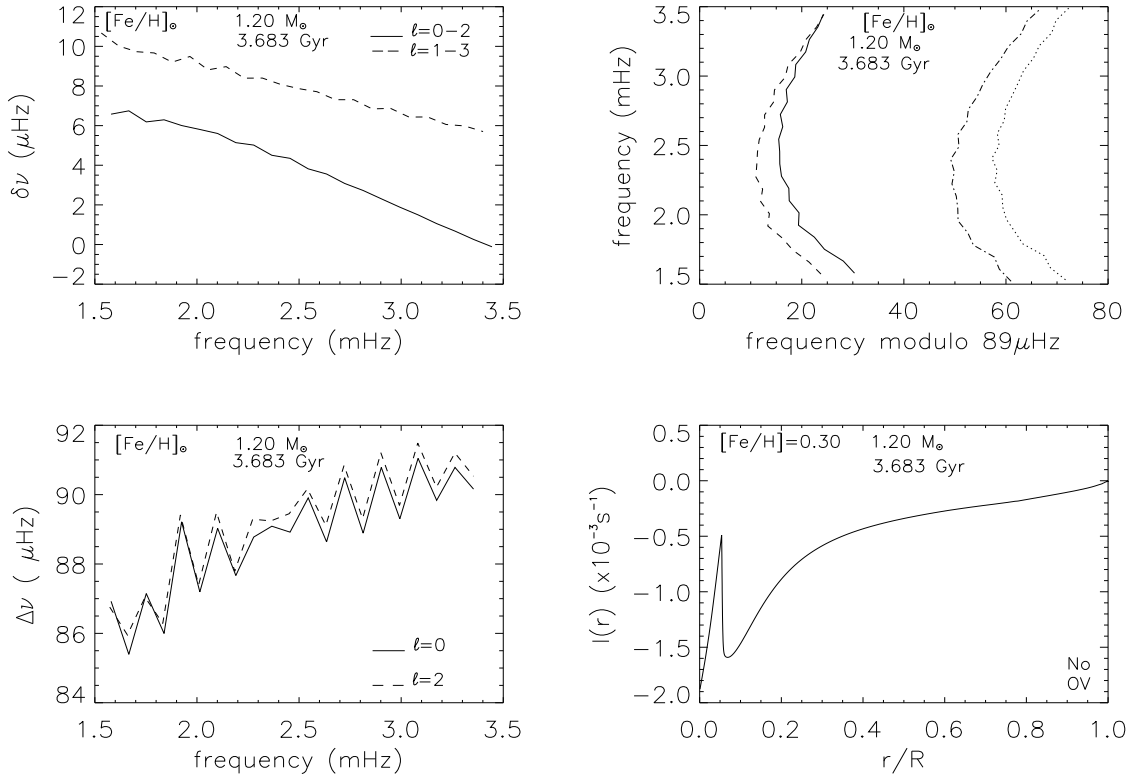 [Fe/H]⊙ 1.20 M⊙
3.683 Gyr
ℓ=0−2
ℓ=1−3
12
10
8
6
4
2
0
−2
δν (μHz)
1.5 2.0 2.5 3.0 3.5
frequency (mHz)
[Fe/H]⊙
1.20 M⊙
3.683 Gyr
3.5
3.0
2.5
2.0
1.5
frequency (mHz)
0 20 40 60 80
frequency modulo 89μHz
[Fe/H]⊙ 1.20 M⊙
3.683 Gyr
92
90
88
86
84
Δν ( μHz)
ℓ=0
ℓ=2
1.5 2.0 2.5 3.0 3.5
frequency (mHz)
[Fe/H]=0.30 1.20 M⊙
3.683 Gyr
0.5
0.0
−0.5
−1.0
−1.5
−2.0
I(r) (x10⁻³s⁻¹)
No
OV
0.0 0.2 0.4 0.6 0.8 1.0
r/R